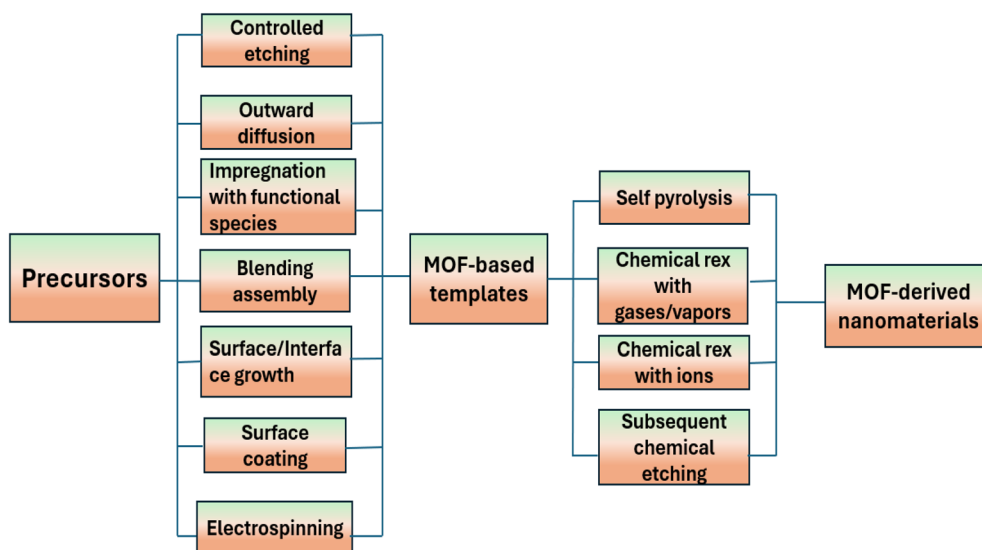 Precursors
Controlled
etching
Outward
diffusion
Impregnation
with functional
species
Blending
assembly
Surface/Interfa
ce growth
Surface
coating
Electrospinning
MOF-based
templates
Self pyrolysis
Chemical rex
with
gases/vapors
Chemical rex
with ions
Subsequent
chemical
etching
MOF-derived
nanomaterials